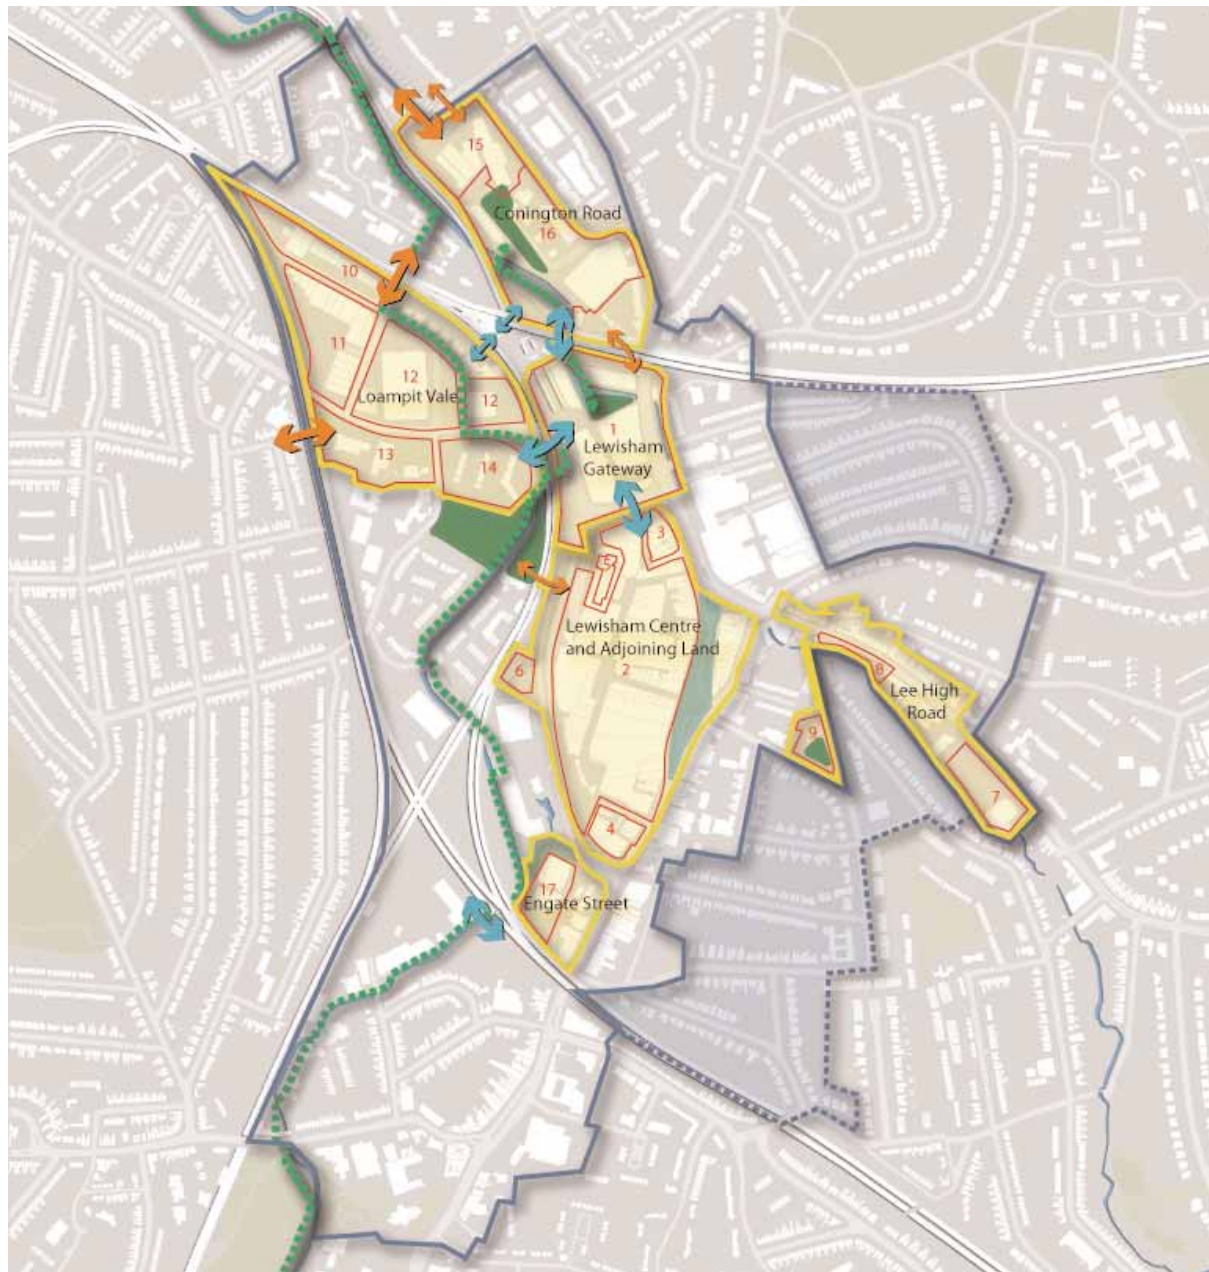 15
Conington Road
16
10
11
12
Loampit Vale
12
1
Lewisham
Gateway
13
14
3
5
Lewisham Centre
and Adjoining Land
6
2
8
Lee High
Road
9
7
4
17
Engate Street